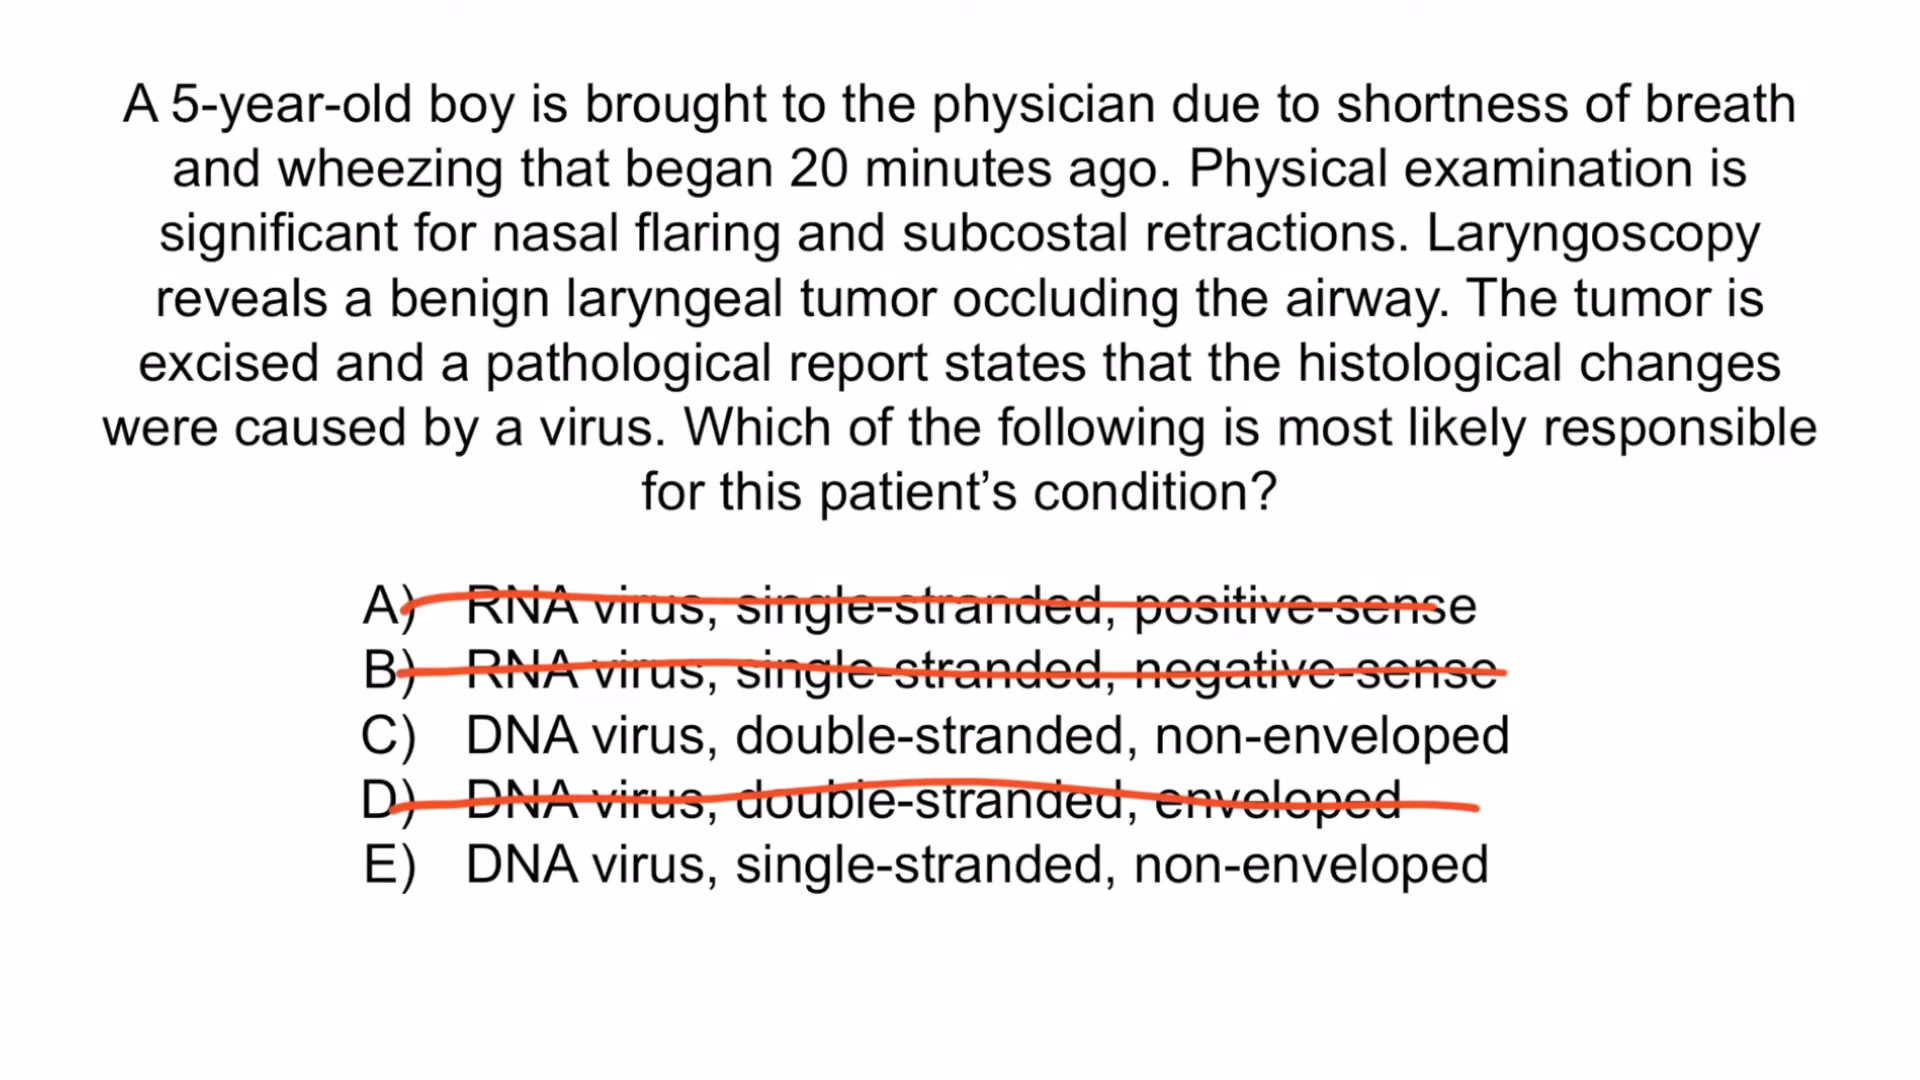 A 5-year-old boy is brought to the physician due to shortness of breath
and wheezing that began 20 minutes ago. Physical examination is
significant for nasal flaring and subcostal retractions. Laryngoscopy
reveals a benign laryngeal tumor occluding the airway. The tumor is
excised and a pathological report states that the histological changes
were caused by a virus. Which of the following is most likely responsible
for this patient’s condition?
A) RNA virus, single-stranded, positive-sense
B) RNA virus, single-stranded, negative-sense
C) DNA virus, double-stranded, non-enveloped
D) DNA virus, double-stranded, enveloped
E) DNA virus, single-stranded, non-enveloped